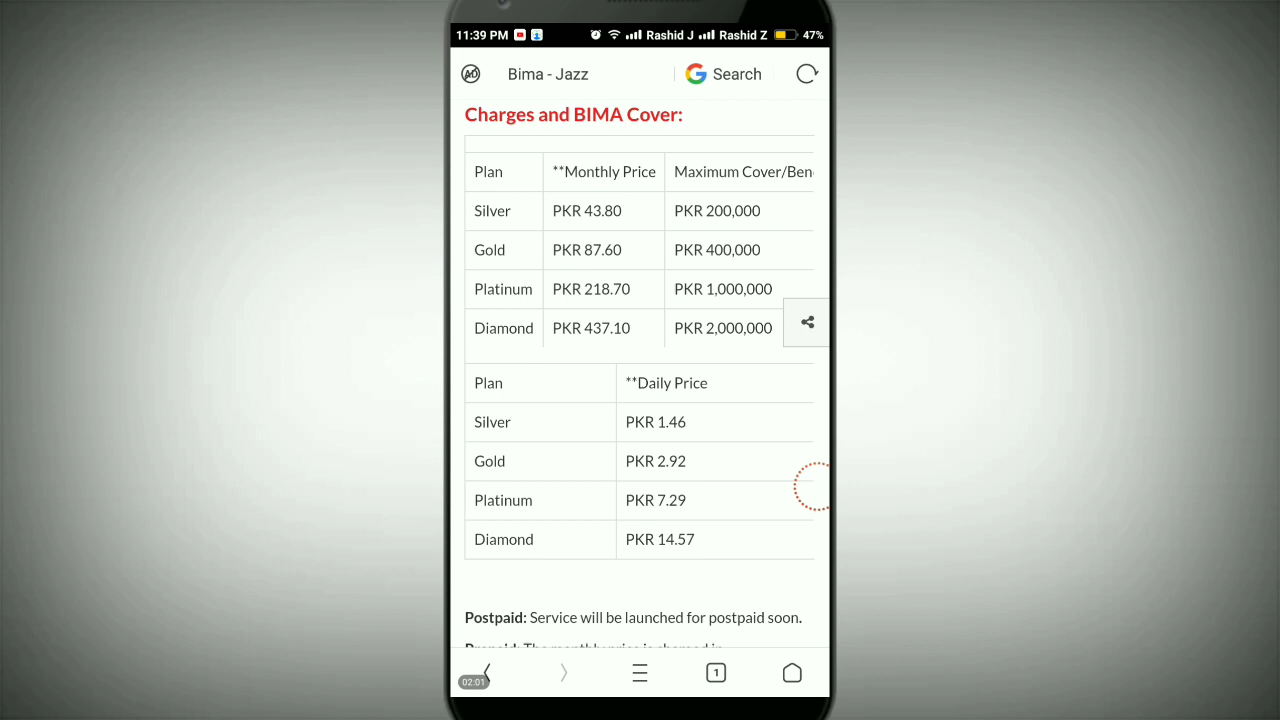 11:39 PM Rashid J Rashid Z 47%
AD Bima - Jazz G Search
Charges and BIMA Cover:
Plan **Monthly Price Maximum Cover/Ben
Silver PKR 43.80 PKR 200,000
Gold PKR 87.60 PKR 400,000
Platinum PKR 218.70 PKR 1,000,000
Diamond PKR 437.10 PKR 2,000,000
Plan **Daily Price
Silver PKR 1.46
Gold PKR 2.92
Platinum PKR 7.29
Diamond PKR 14.57
Postpaid: Service will be launched for postpaid soon.
1
02:01